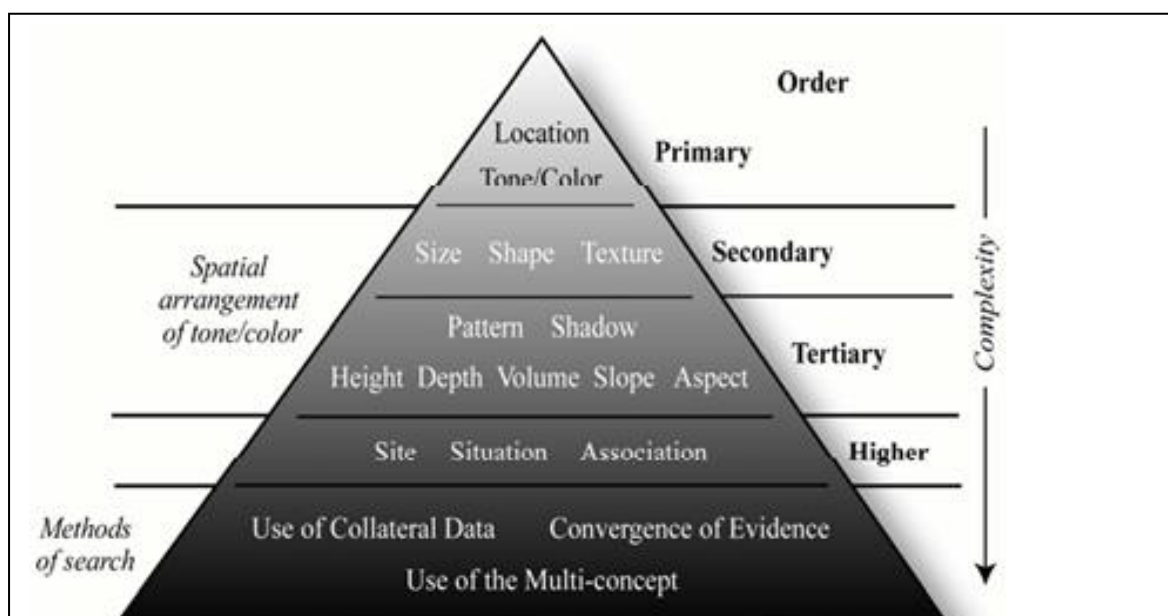 Order
Location
Primary
Tone/Color
Size Shape Texture
Secondary
Spatial
arrangement
of tone/color
Pattern Shadow
Tertiary
Height Depth Volume Slope Aspect
Complexity
Site Situation Association
Higher
Methods
of search
Use of Collateral Data Convergence of Evidence
Use of the Multi-concept